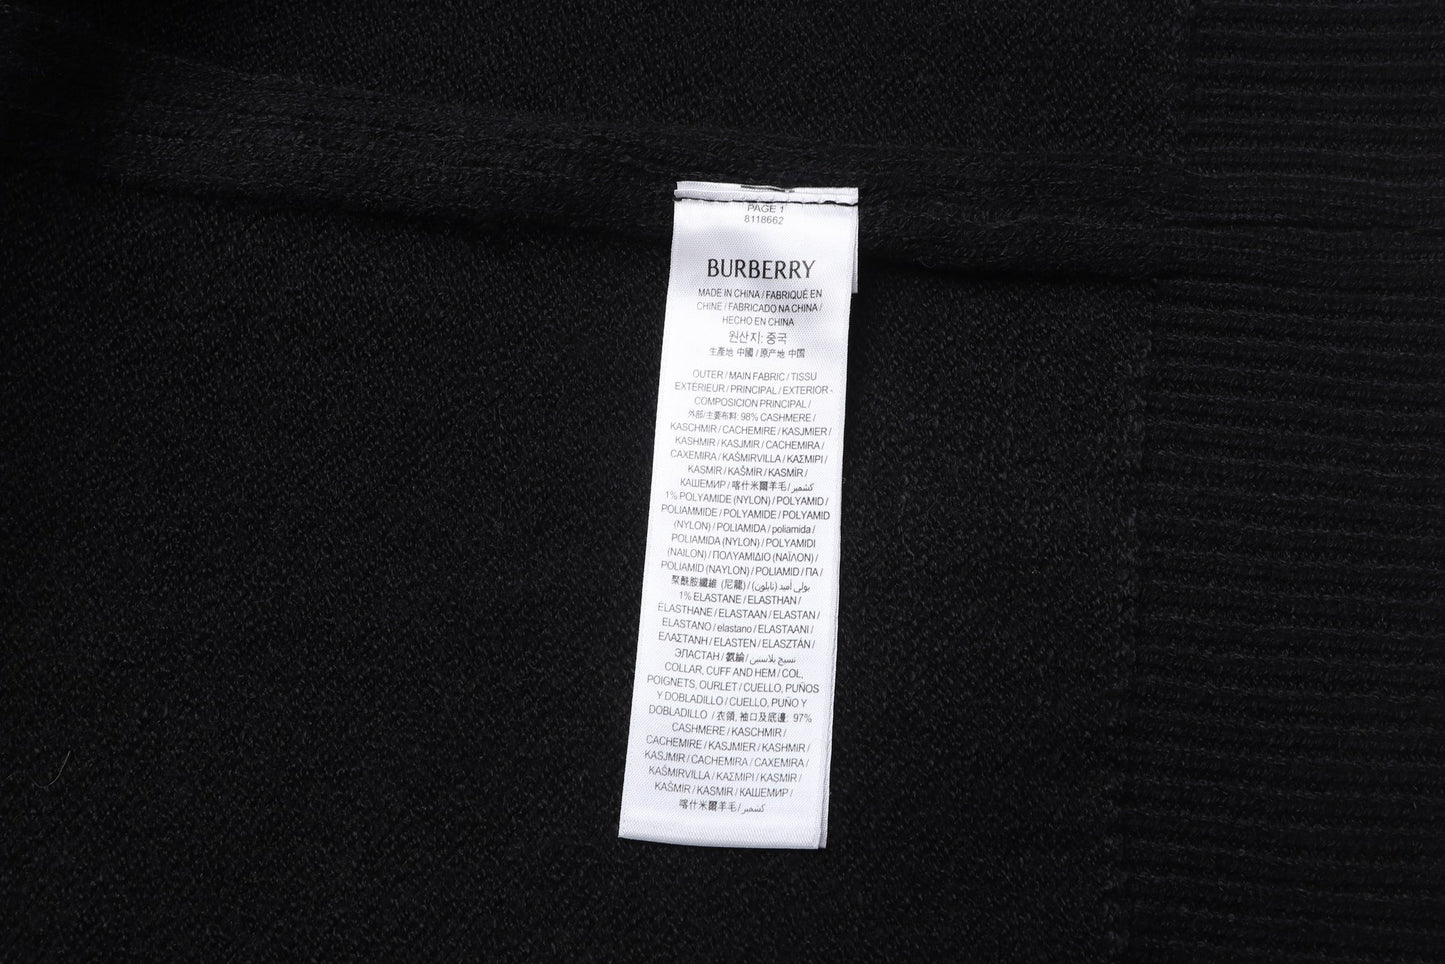 PAGE 1
8118662
BURBERRY
MADE IN CHINA / FABRIQUÉ EN
CHINE / FABRICADO NA CHINA /
HECHO EN CHINA
원산지: 중국
生產地 中國 / 原产地 中国
OUTER / MAIN FABRIC / TISSU
EXTÉRIEUR / PRINCIPAL / EXTERIOR -
COMPOSICION PRINCIPAL /
外部/主要布料: 98% CASHMERE /
KASCHMIR / CACHEMIRE / KASJMIER /
KASHMIR / KASJMIR / CACHEMIRA /
CAXEMIRA / KAŠMIRVILLA / ΚΑΣΜΙΡΙ /
KASMIR / KAŠMÍR / KASMÍR /
КАШЕМИР / 喀什米爾羊毛 / كشمير
1% POLYAMIDE (NYLON) / POLYAMID /
POLIAMMIDE / POLYAMIDE / POLYAMID
(NYLON) / POLIAMIDA / poliamida /
POLIAMIDA (NYLON) / POLYAMIDI
(NAILON) / ΠΟΛΥΑΜΙΔΙΟ (ΝΑΪΛΟΝ) /
POLIAMID (NAYLON) / POLIAMID / ПА /
聚酰胺纖維 (尼龍) / بولي أميد (نايلون)
1% ELASTANE / ELASTHAN /
ÉLASTHANE / ELASTAAN / ELASTAN /
ELASTANO / elastano / ELASTAANI /
ΕΛΑΣΤΑΝΗ / ELASTEN / ELASZTÁN /
ЭЛАСТАН / 氨綸 / نسيج بلاستين
COLLAR, CUFF AND HEM / COL,
POIGNETS, OURLET / CUELLO, PUÑOS
Y DOBLADILLO / CUELLO, PUÑO Y
DOBLADILLO / 衣領, 袖口及底邊: 97%
CASHMERE / KASCHMIR /
CACHEMIRE / KASJMIER / KASHMIR /
KASJMIR / CACHEMIRA / CAXEMIRA /
KAŠMIRVILLA / ΚΑΣΜΙΡΙ / KASMIR /
KAŠMÍR / KASMIR / КАШЕМИР /
喀什米爾羊毛 / كشمير